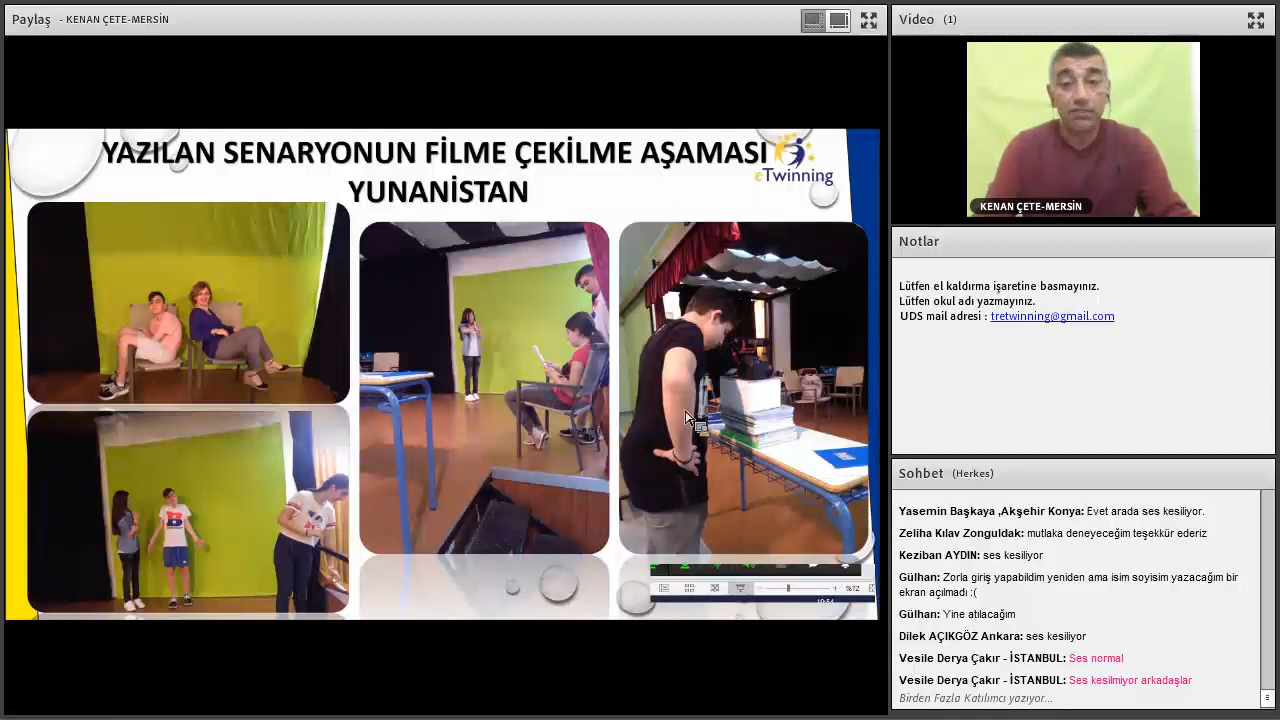 Paylaş - KENAN ÇETE-MERSİN
YAZILAN SENARYONUN FİLME ÇEKİLME AŞAMASI
YUNANİSTAN
eTwinning
%72
10:54
Video (1)
KENAN ÇETE-MERSİN
Notlar
Lütfen el kaldırma işaretine basmayınız.
Lütfen okul adı yazmayınız.
UDS mail adresi : tretwinning@gmail.com
Sohbet (Herkes)
Yasemin Başkaya ,Akşehir Konya: Evet arada ses kesiliyor.
Zeliha Kılav Zonguldak: mutlaka deneyeceğim teşekkür ederiz
Keziban AYDIN: ses kesiliyor
Gülhan: Zorla giriş yapabildim yeniden ama isim soyisim yazacağım bir
ekran açılmadı :(
Gülhan: Yine atılacağım
Dilek AÇIKGÖZ Ankara: ses kesiliyor
Vesile Derya Çakır - İSTANBUL: Ses normal
Vesile Derya Çakır - İSTANBUL: Ses kesilmiyor arkadaşlar
Birden Fazla Katılımcı yazıyor...